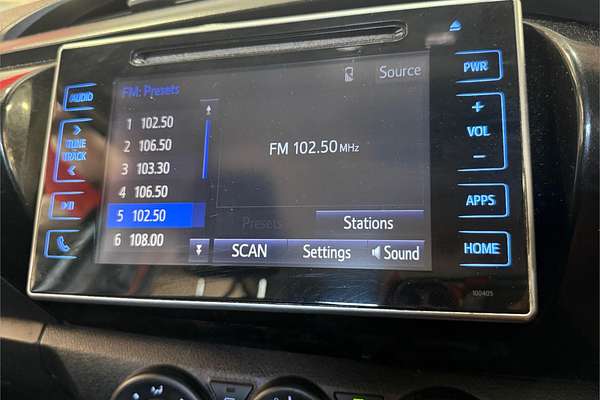 Source
PWR
AUDIO
FM: Presets
1 102.50
2 106.50
3 103.30
4 106.50
5 102.50
6 108.00
TUNE
TRACK
FM 102.50 MHz
+
VOL
-
Presets
Stations
APPS
SCAN
Settings
Sound
HOME
100405